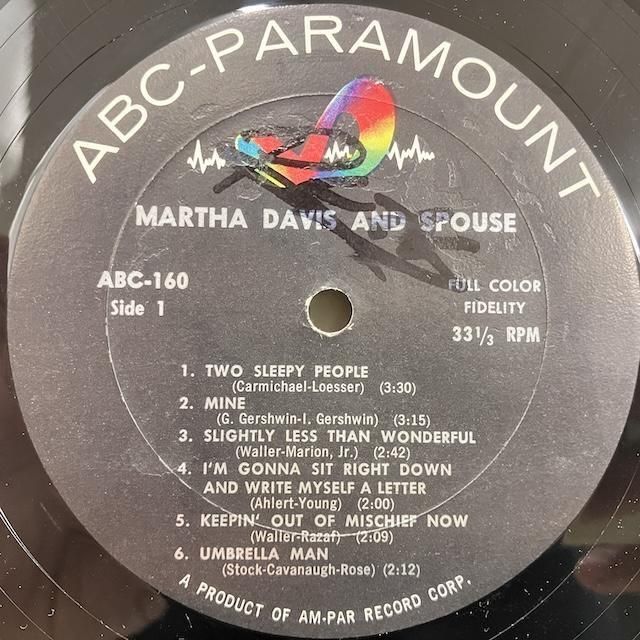 ABC-PARAMOUNT
MARTHA DAVIS AND SPOUSE
ABC-160
Side 1
FULL COLOR
FIDELITY
33 1/3 RPM
1. TWO SLEEPY PEOPLE
(Carmichael-Loesser) (3:30)
2. MINE
(G. Gershwin-I. Gershwin) (3:15)
3. SLIGHTLY LESS THAN WONDERFUL
(Waller-Marion, Jr.) (2:42)
4. I'M GONNA SIT RIGHT DOWN
AND WRITE MYSELF A LETTER
(Ahlert-Young) (2:00)
5. KEEPIN' OUT OF MISCHIEF NOW
(Waller-Razaf) (2:09)
6. UMBRELLA MAN
(Stock-Cavanaugh-Rose) (2:12)
A PRODUCT OF AM-PAR RECORD CORP.